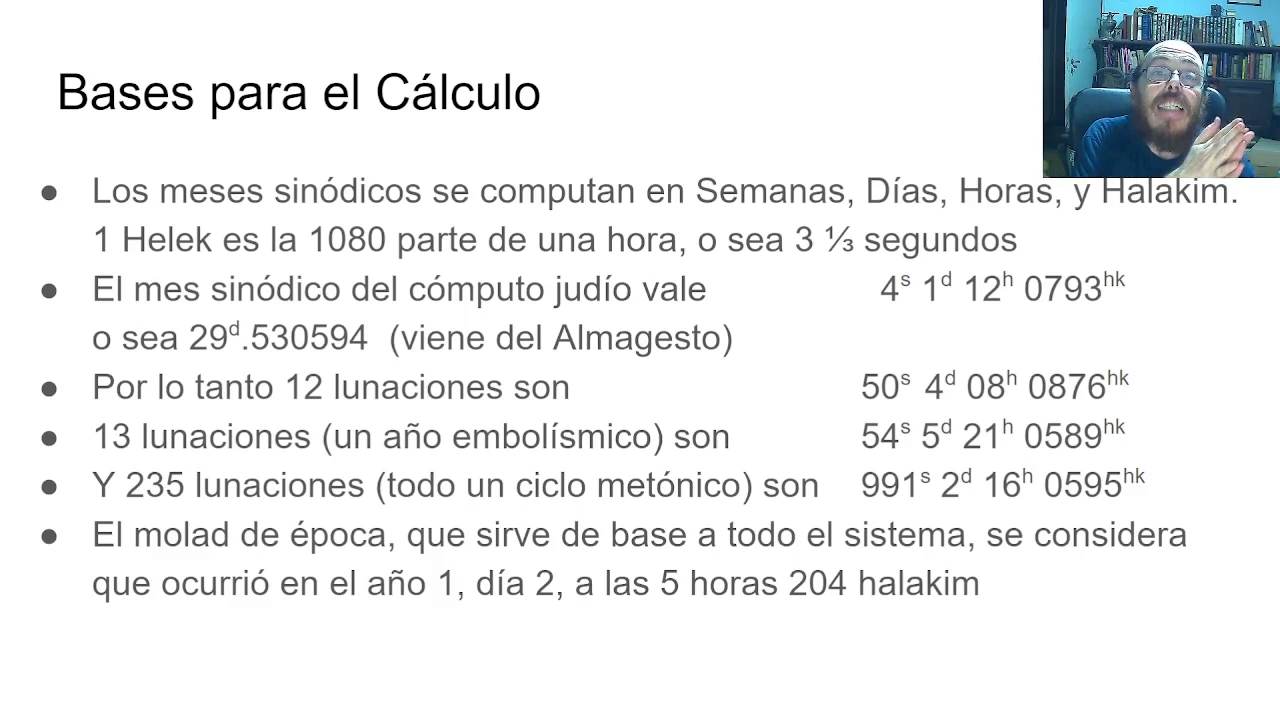 Bases para el Cálculo
● Los meses sinódicos se computan en Semanas, Días, Horas, y Halakim.
1 Helek es la 1080 parte de una hora, o sea 3 ⅓ segundos
● El mes sinódico del cómputo judío vale 4ˢ 1ᵈ 12ʰ 0793ʰᵏ
o sea 29ᵈ.530594 (viene del Almagesto)
● Por lo tanto 12 lunaciones son 50ˢ 4ᵈ 08ʰ 0876ʰᵏ
● 13 lunaciones (un año embolísmico) son 54ˢ 5ᵈ 21ʰ 0589ʰᵏ
● Y 235 lunaciones (todo un ciclo metónico) son 991ˢ 2ᵈ 16ʰ 0595ʰᵏ
● El molad de época, que sirve de base a todo el sistema, se considera
que ocurrió en el año 1, día 2, a las 5 horas 204 halakim